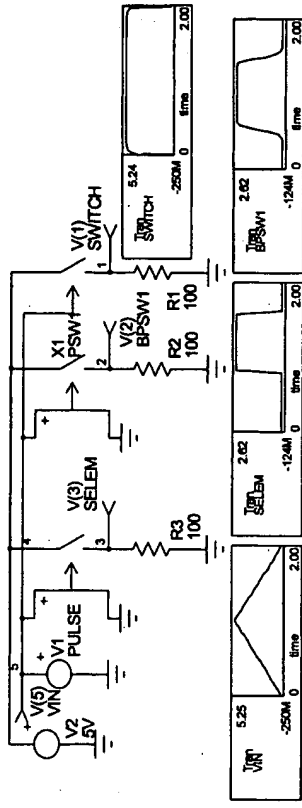 5
V(5)
VIN
V2
5V
+
V1
PULSE
4
+
V(3)
SELEM
3
R3
100
+
X1
PSW1
2
V(2)
BPSW1
R2
100
V(1)
SWITCH
1
R1
100
5.24
Tran
SWITCH
-250M
0 time 2.00
5.25
Tran
VIN
-250M
0 time 2.00
2.62
Tran
SELEM
-124M
0 time 2.00
2.62
Tran
BPSW1
-124M
0 time 2.00